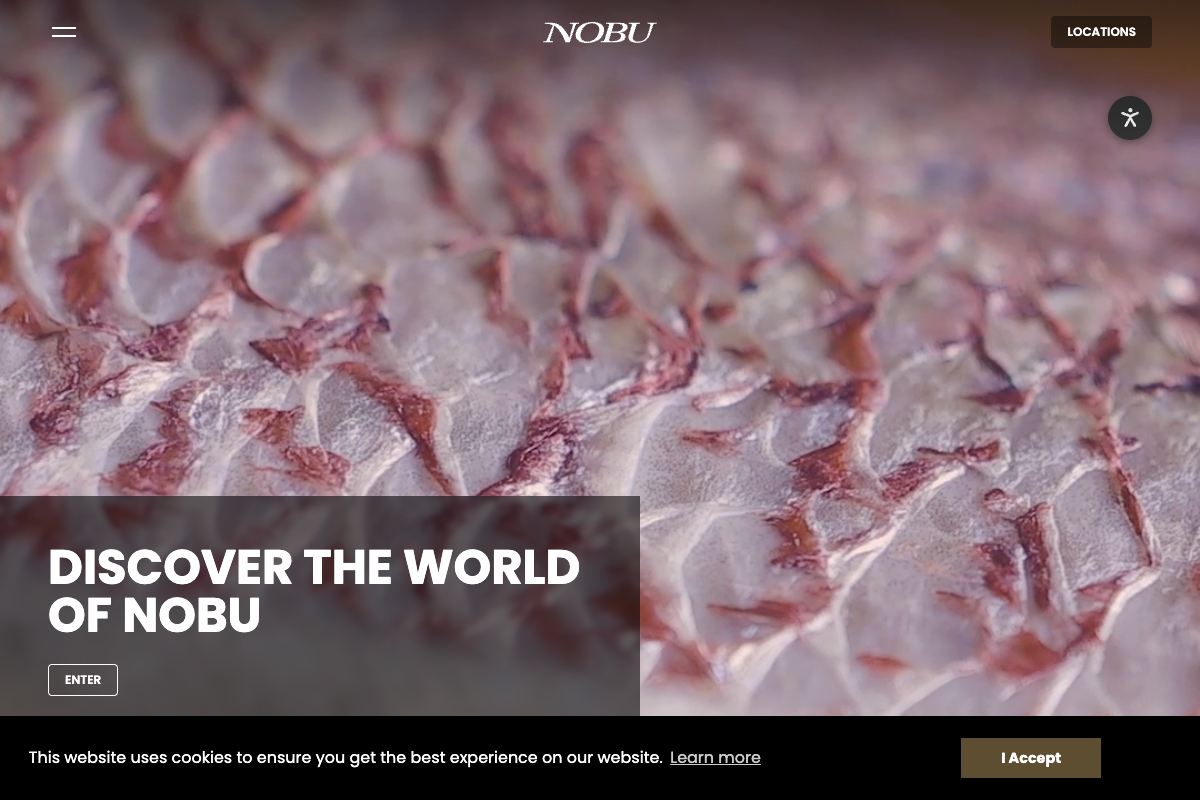 NOBU
LOCATIONS
DISCOVER THE WORLD
OF NOBU
ENTER
This website uses cookies to ensure you get the best experience on our website. Learn more
I Accept